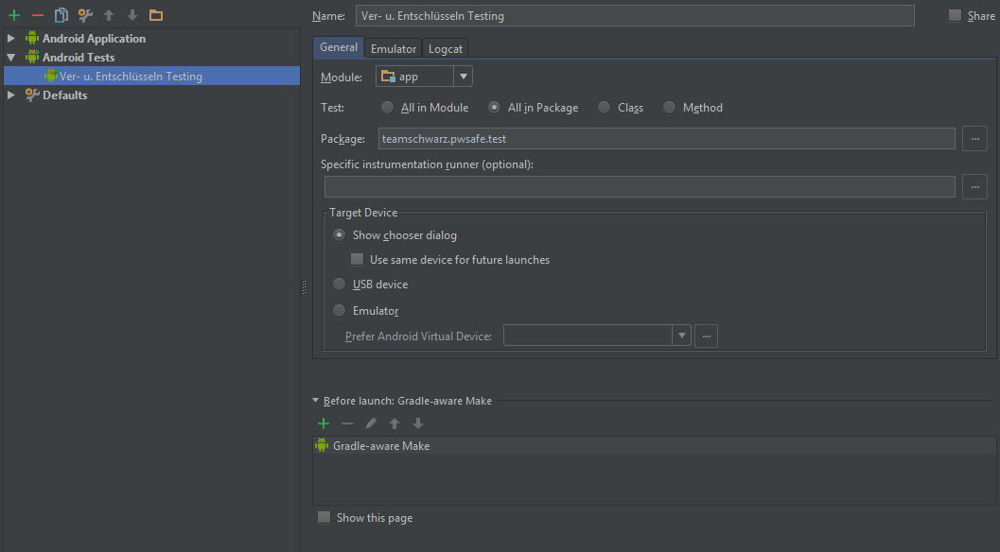 Name: Ver- u. Entschlüsseln Testing
Share
Android Application
Android Tests
Ver- u. Entschlüsseln Testing
Defaults
General Emulator Logcat
Module: app
Test: All in Module All in Package Class Method
Package: teamschwarz.pwsafe.test ...
Specific instrumentation runner (optional):
...
Target Device
Show chooser dialog
Use same device for future launches
USB device
Emulator
Prefer Android Virtual Device: ...
Before launch: Gradle-aware Make
Gradle-aware Make
Show this page